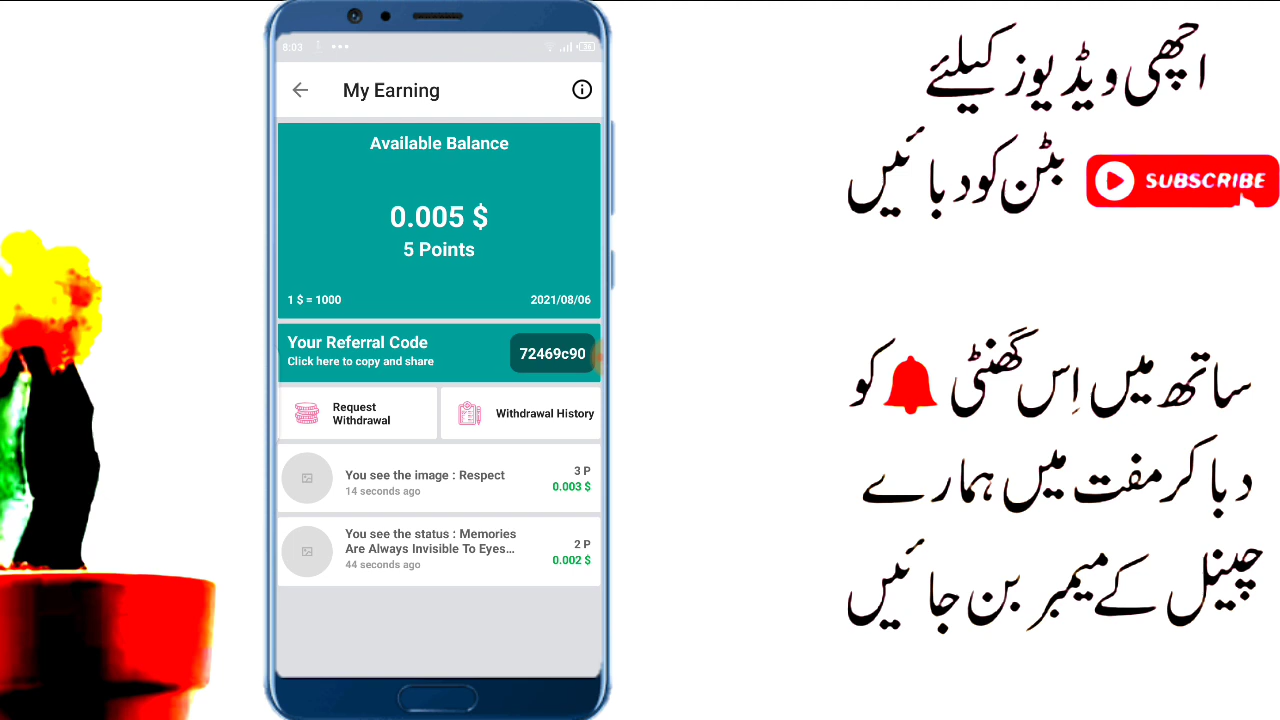 8:03
36
My Earning
Available Balance
0.005 $
5 Points
1 $ = 1000
2021/08/06
Your Referral Code
Click here to copy and share
72469c90
Request
Withdrawal
Withdrawal History
You see the image : Respect
14 seconds ago
3 P
0.003 $
You see the status : Memories
Are Always Invisible To Eyes...
44 seconds ago
2 P
0.002 $
اچھی ویڈیوز کیلئے
بٹن کو دبائیں
SUBSCRIBE
ساتھ میں اِس گھنٹی کو
دبا کر مفت میں ہمارے
چینل کے میمبر بن جائیں